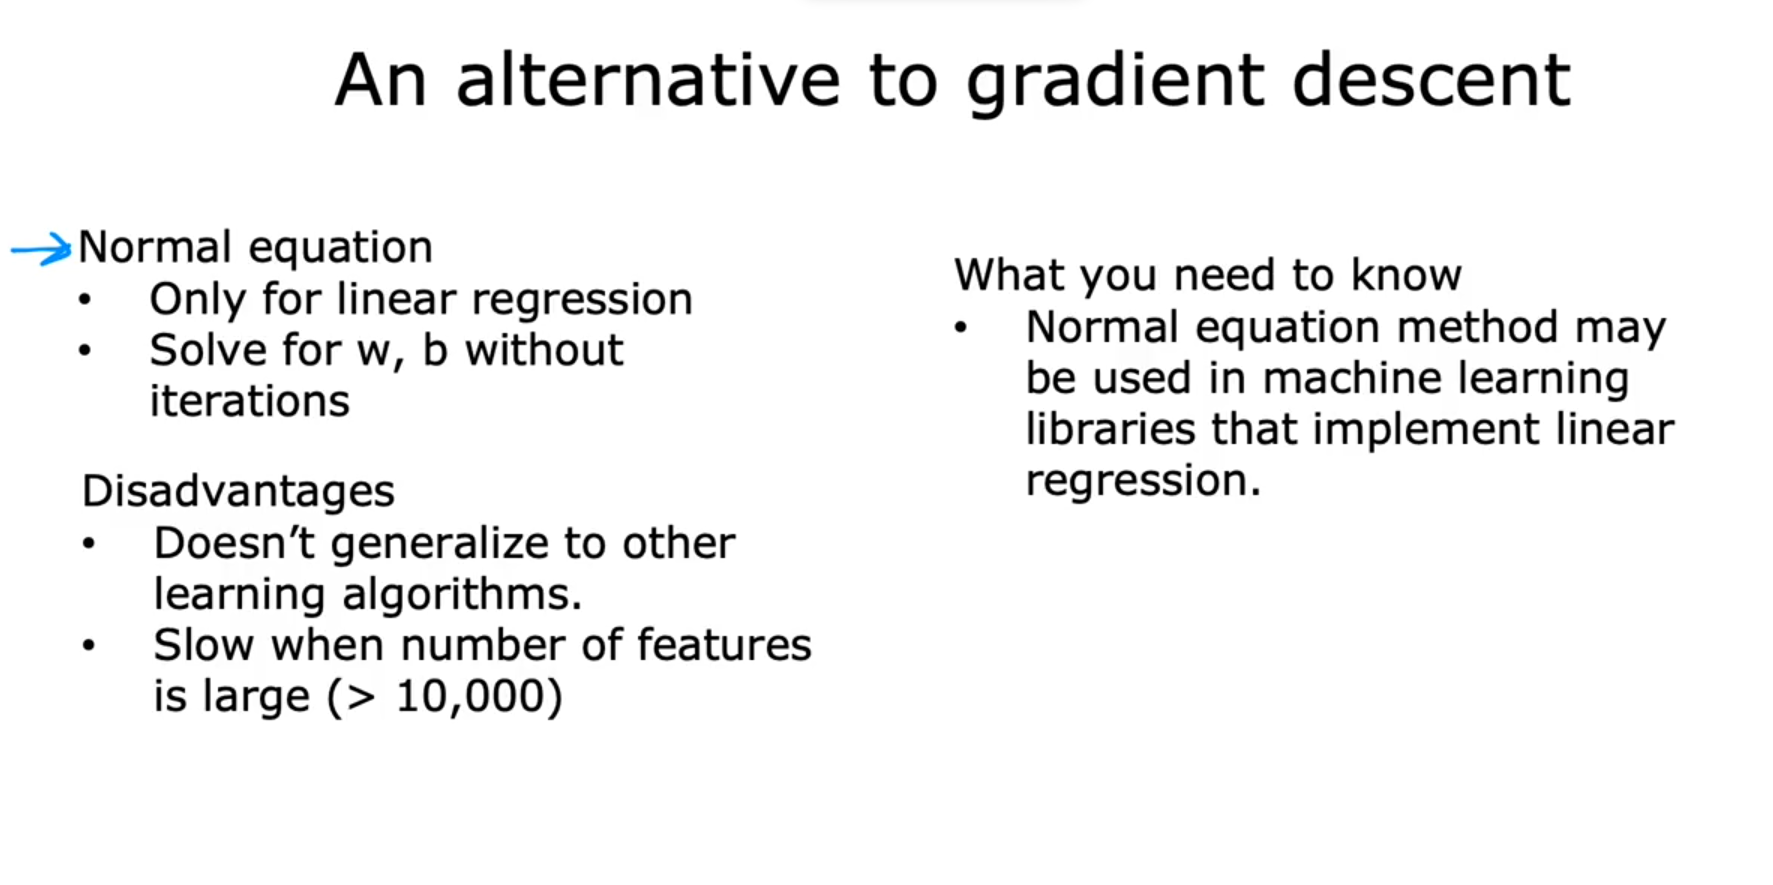 An alternative to gradient descent
Normal equation
• Only for linear regression
• Solve for w, b without
iterations
Disadvantages
• Doesn’t generalize to other
learning algorithms.
• Slow when number of features
is large (> 10,000)
What you need to know
• Normal equation method may
be used in machine learning
libraries that implement linear
regression.